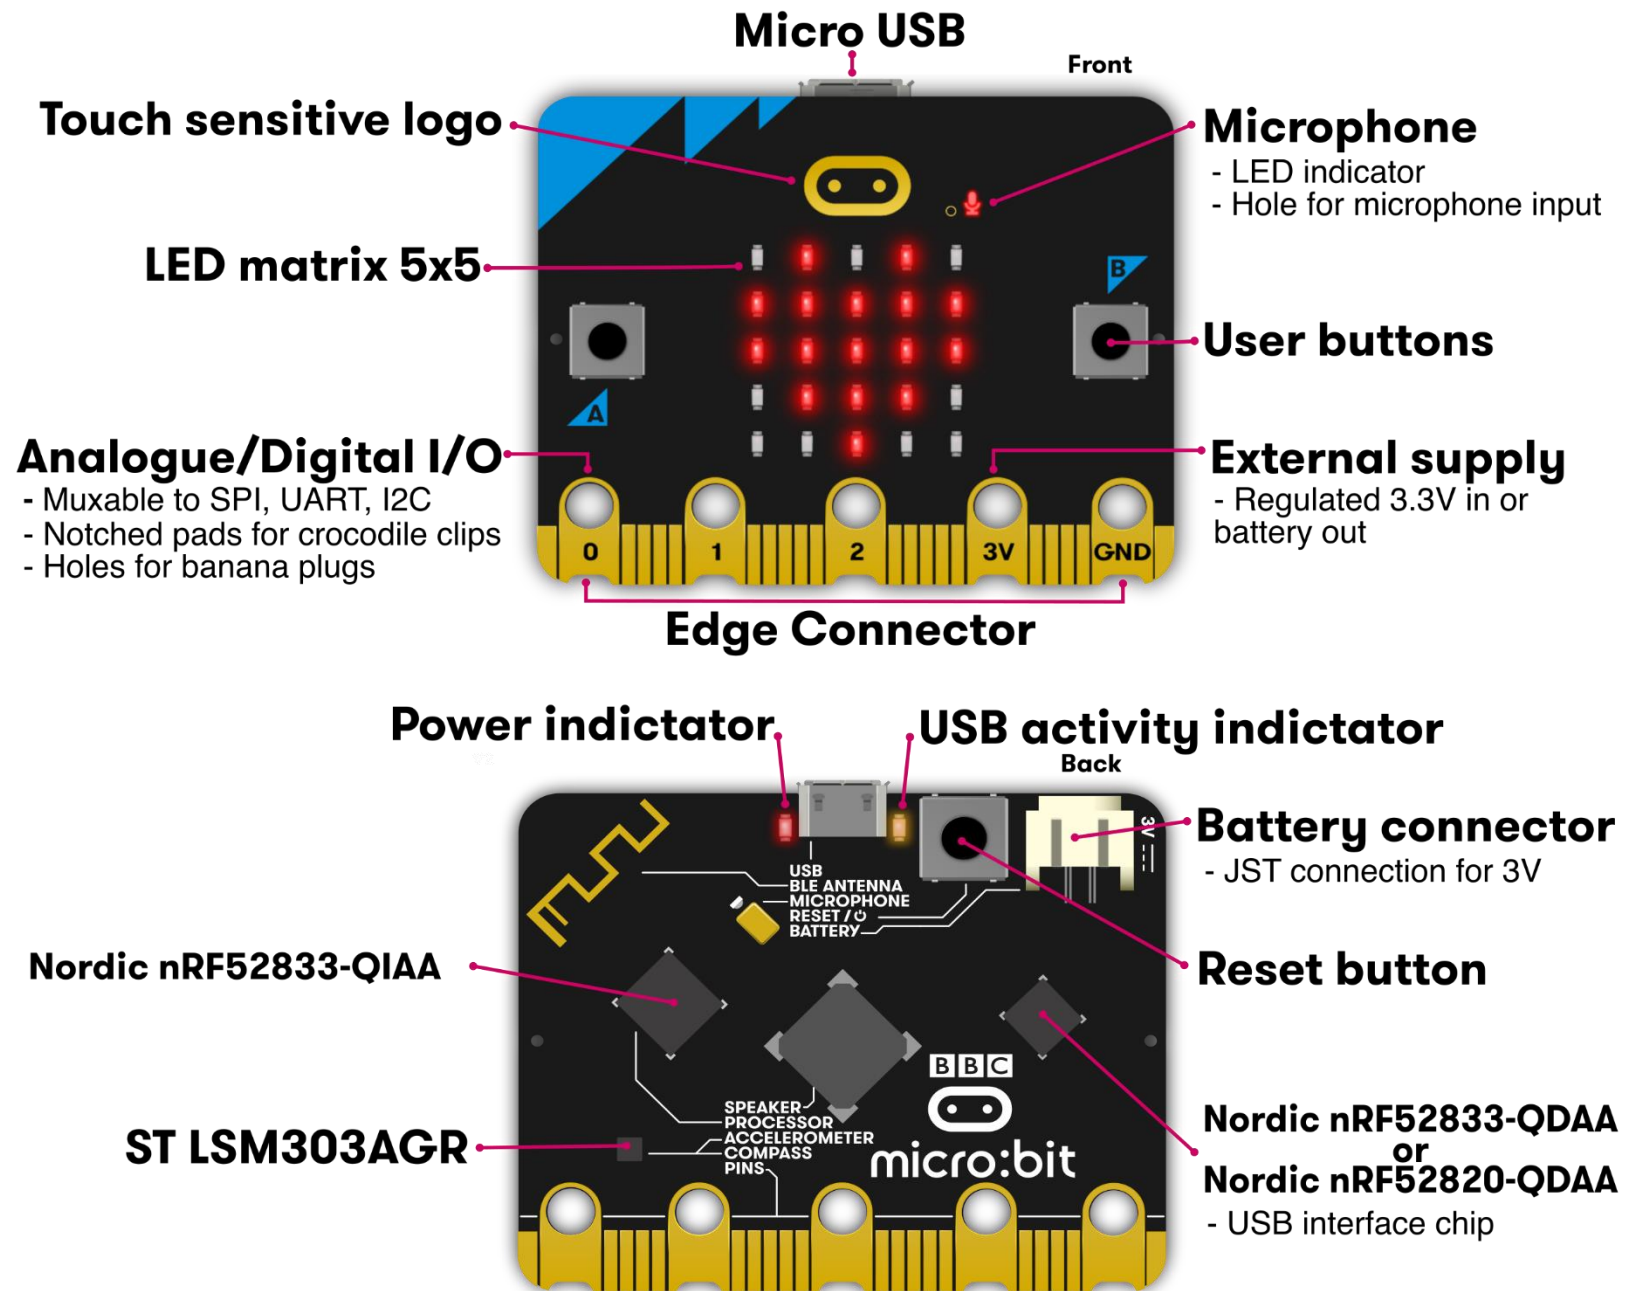 Micro USB
Front
Touch sensitive logo
Microphone
- LED indicator
- Hole for microphone input
LED matrix 5x5
B
User buttons
A
Analogue/Digital I/O
- Muxable to SPI, UART, I2C
- Notched pads for crocodile clips
- Holes for banana plugs
External supply
- Regulated 3.3V in or
battery out
0 1 2 3V GND
Edge Connector
Power indictator
USB activity indictator
Back
Battery connector
- JST connection for 3V
3V
USB
BLE ANTENNA
MICROPHONE
RESET /
BATTERY
Nordic nRF52833-QIAA
Reset button
BBC
micro:bit
SPEAKER
PROCESSOR
ACCELEROMETER
COMPASS
PINS
ST LSM303AGR
Nordic nRF52833-QDAA
or
Nordic nRF52820-QDAA
- USB interface chip